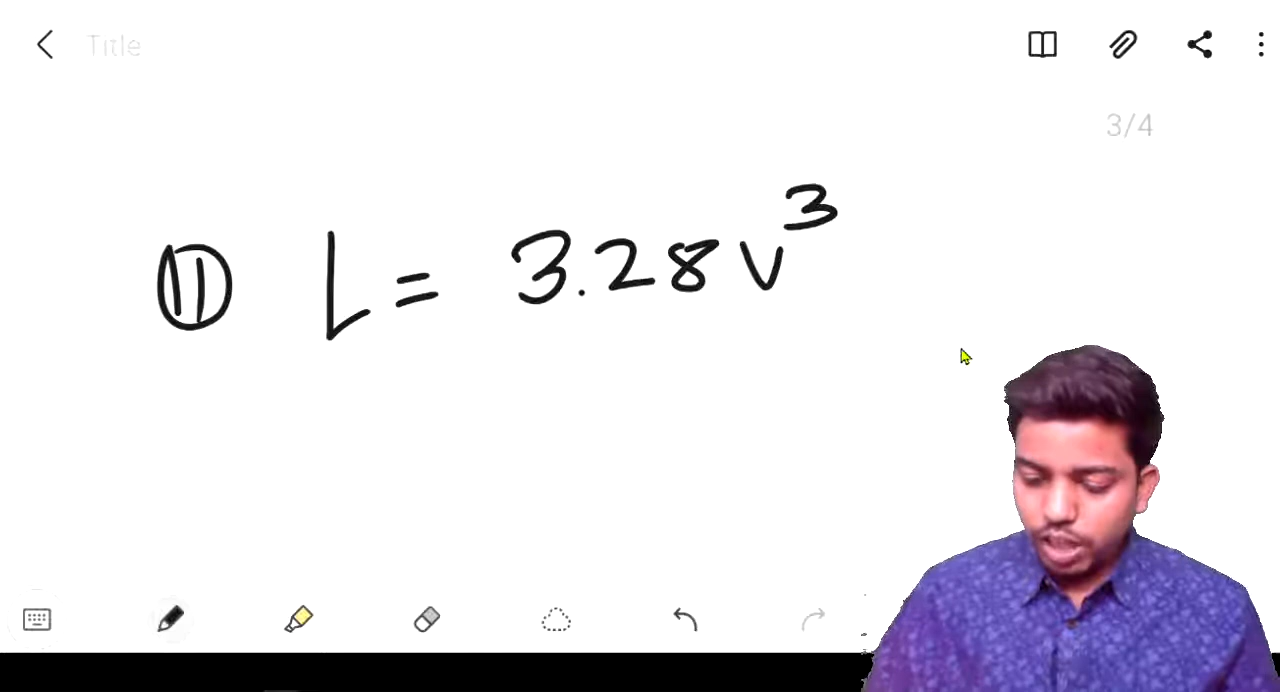 Title
3/4
⑪ L = 3.28 v³